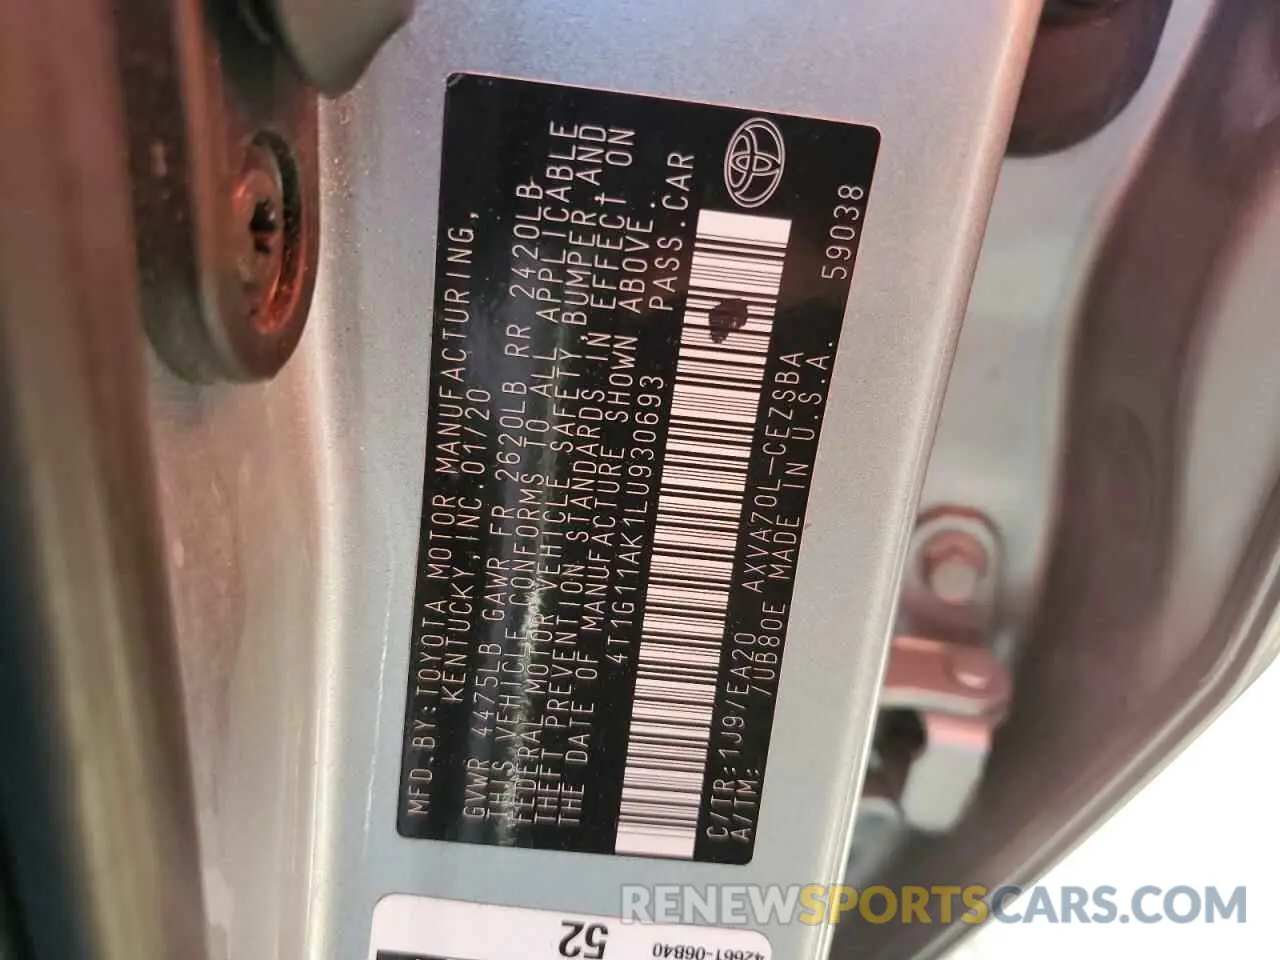 MFD.BY:TOYOTA MOTOR MANUFACTURING,
KENTUCKY, INC.01/20
GVWR 4475LB GAWR FR 2620LB RR 2420LB
THIS VEHICLE CONFORMS TO ALL APPLICABLE
FEDERAL MOTOR VEHICLE SAFETY,BUMPER,AND
THEFT PREVENTION STANDARDS IN EFFECT ON
THE DATE OF MANUFACTURE SHOWN ABOVE.
4T1G11AK1LU930693 PASS.CAR
C/TR:1J9/EA20 AXVA70L-CEZSBA 59038
A/TM: /UB80E MADE IN U.S.A.
52
42661-06B40
RENEWSPORTSCARS.COM